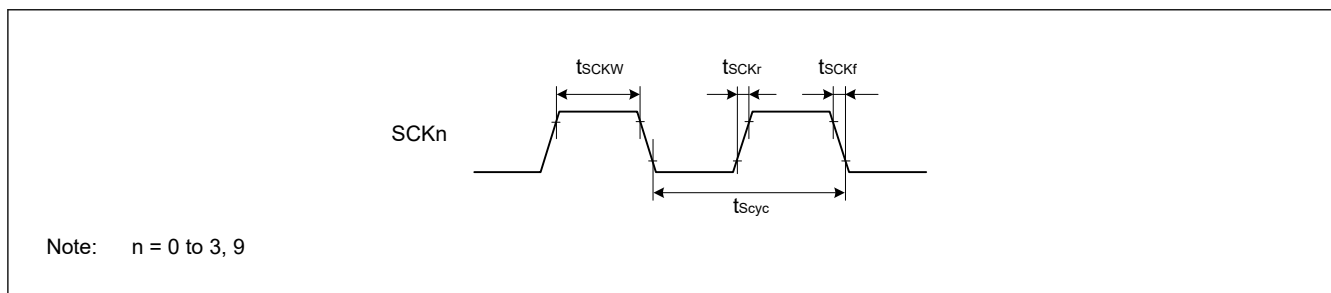 tSCKW tSCKr tSCKf
SCKn
tScyc
Note: n = 0 to 3, 9